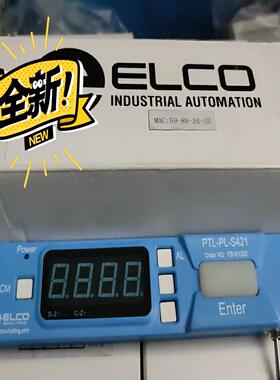 ELCO
INDUSTRIAL AUTOMATION
MAC:59-88-3A-3B
全新!
NEW
PTL-PL-S421
Order NO FB161202
Power
AL
CM
8.8.8.8
S-Z-
C-Z-
Enter
ELCO